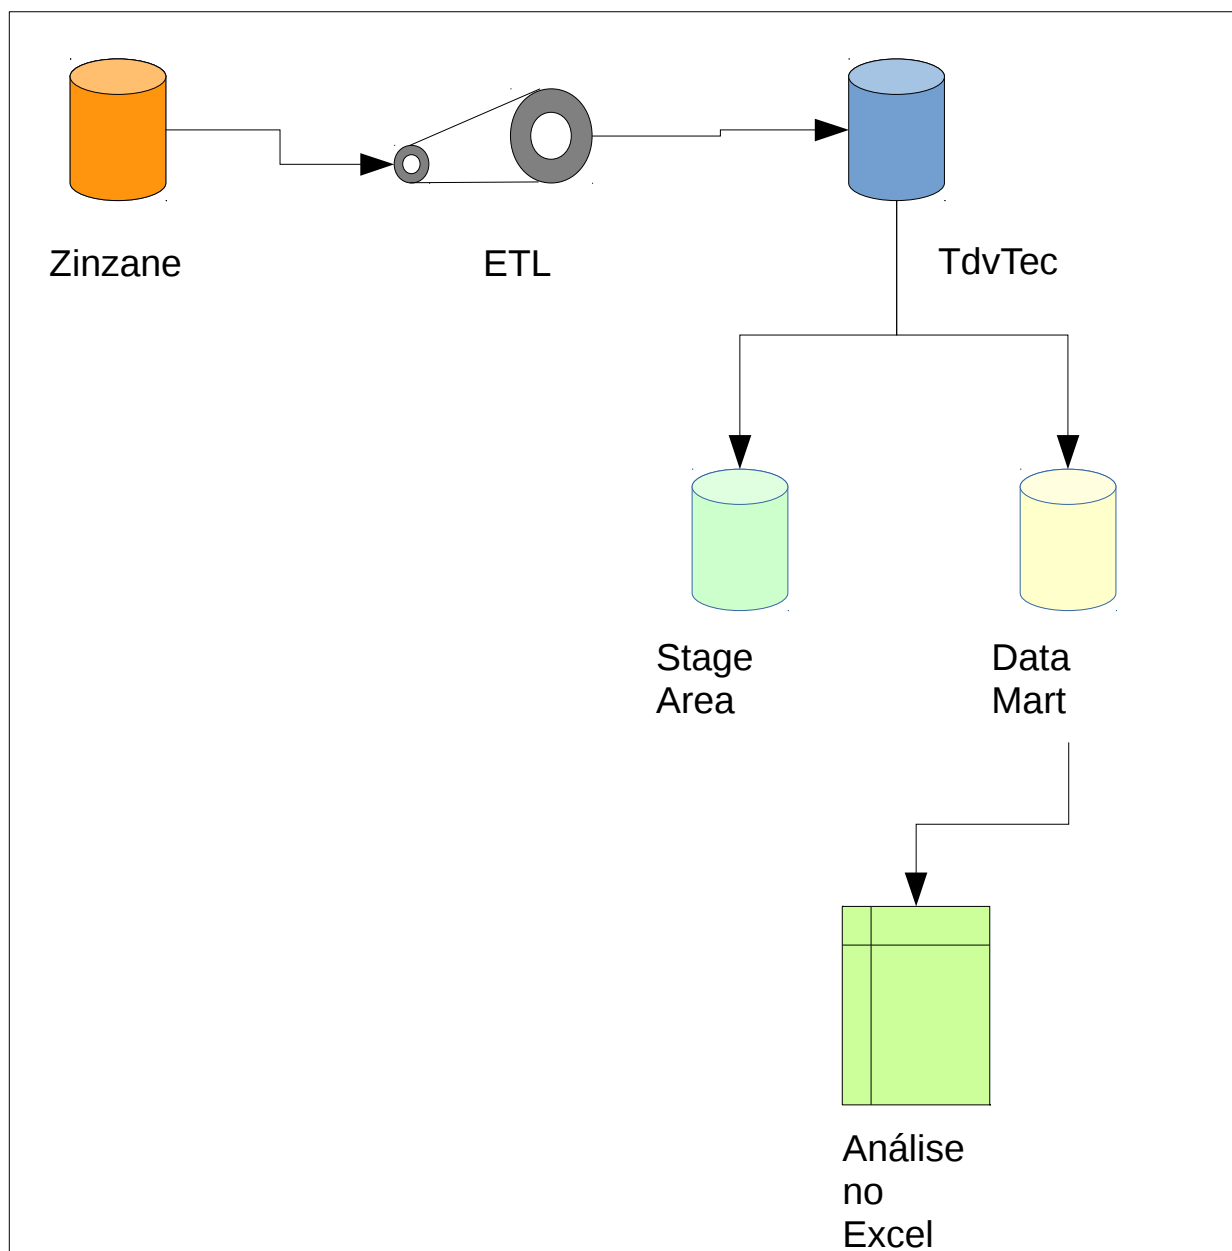 Zinzane
ETL
TdvTec
Stage
Area
Data
Mart
Análise
no
Excel